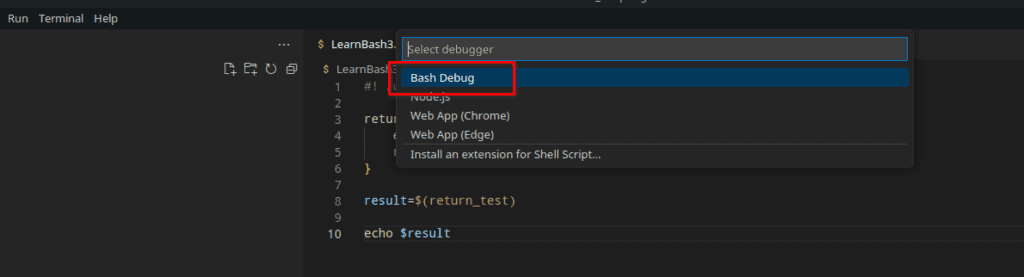 Run Terminal Help
$ LearnBash3.
Select debugger
$ LearnBash3
Bash Debug
Node.js
Web App (Chrome)
Web App (Edge)
Install an extension for Shell Script...
1 #!
2
3 retur
4
5
6 }
7
8 result=$(return_test)
9
10 echo $result